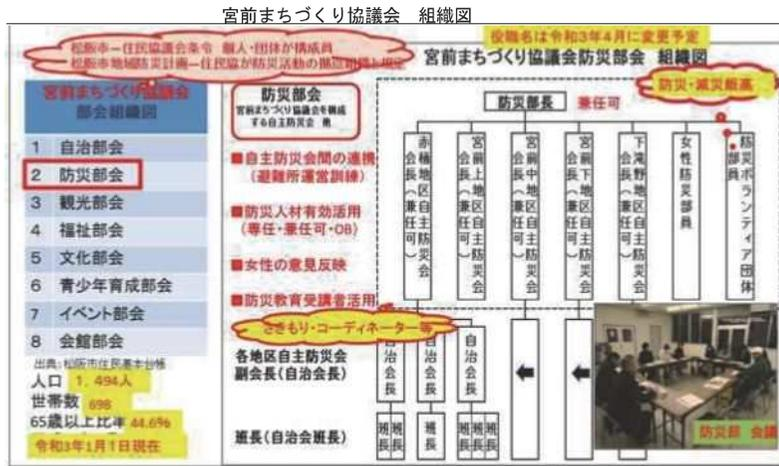 宮前まちづくり協議会　組織図
松阪市ー住民協議会条令　個人・団体が構成員
松阪市地域防災計画ー住民協が防災活動の
役職名は令和3年4月に変更予定
宮前まちづくり協議会防災部会　組織図
宮前まちづくり協議会
部会組織図
1　自治部会
2　防災部会
3　観光部会
4　福祉部会
5　文化部会
6　青少年育成部会
7　イベント部会
8　会館部会
出典：松阪市住民基本台帳
人口　1，494人
世帯数　698
65歳以上比率　44.6%
令和3年1月1日現在
防災部会
宮前まちづくり協議会を構成
する自主防災会　他
■自主防災会間の連携
（避難所運営訓練）
■防災人材有効活用
（専任・兼任可・OB）
■女性の意見反映
■防災教育受講者活用
さきもり・コーディネーター等
防災部長　兼任可
防災・減災
赤桶地区自主防災会
会長（兼任可）
宮前上地区自主防災会
会長（兼任可）
宮前中地区自主防災会
会長（兼任可）
宮前下地区自主防災会
会長（兼任可）
下滝野地区自主防災会
会長（兼任可）
女性防災部員
防災ボランティア団体
部員
各地区自主防災会
副会長（自治会長）
自治会長
自治会長
自治会長
班長（自治会班長）
班長
班長
班長
班長
班長
班長
防災部　会議